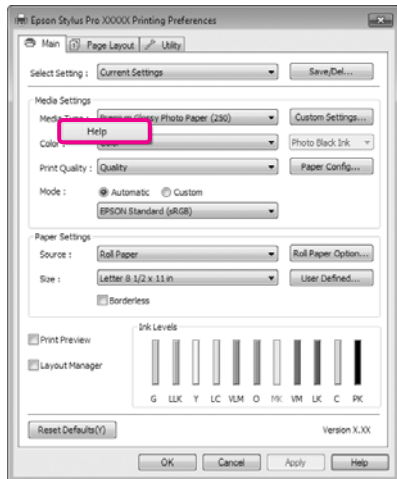 Epson Stylus Pro XXXXX Printing Preferences
Main Page Layout Utility
Select Setting : Current Settings Save/Del...
Media Settings
Media Type : Premium Glossy Photo Paper (250) Custom Settings...
Help
Color : Color Photo Black Ink
Print Quality : Quality Paper Config...
Mode : Automatic Custom
EPSON Standard (sRGB)
Paper Settings
Source : Roll Paper Roll Paper Option...
Size : Letter 8 1/2 x 11 in User Defined...
Borderless
Print Preview
Layout Manager
Ink Levels
G LLK Y LC VLM O MK VM LK C PK
Reset Defaults(Y) Version X.XX
OK Cancel Apply Help